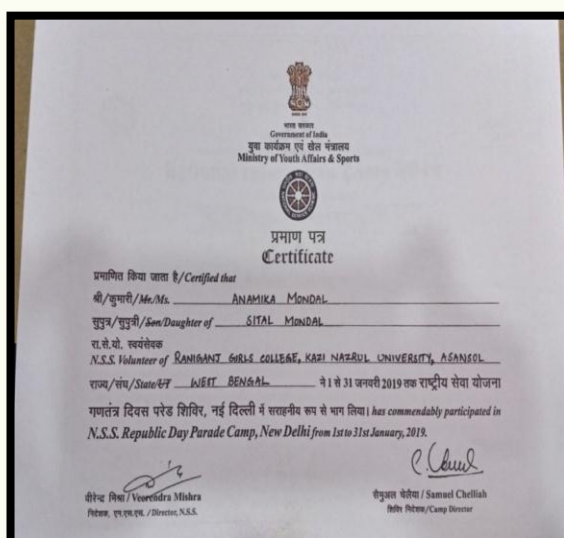 भारत सरकार
Government of India
युवा कार्यक्रम एवं खेल मंत्रालय
Ministry of Youth Affairs & Sports
प्रमाण पत्र
Certificate
प्रमाणित किया जाता है/Certified that
श्री/कुमारी/Mr./Ms. ANAMIKA MONDAL
सुपुत्र/सुपुत्री/Son/Daughter of SITAL MONDAL
रा.से.यो. स्वयंसेवक
N.S.S. Volunteer of RANIGANJ GIRLS COLLEGE, KAZI NAZRUL UNIVERSITY, ASANSOL
राज्य/संघ/State/UT WEST BENGAL ने 1 से 31 जनवरी 2019 तक राष्ट्रीय सेवा योजना
गणतंत्र दिवस परेड शिविर, नई दिल्ली में सराहनीय रूप से भाग लिया। has commendably participated in
N.S.S. Republic Day Parade Camp, New Delhi from 1st to 31st January, 2019.
वीरेन्द्र मिश्रा / Veerendra Mishra
निदेशक, एन.एस.एस. / Director, N.S.S.
सैमुअल चेलैया / Samuel Chelliah
शिविर निदेशक/Camp Director